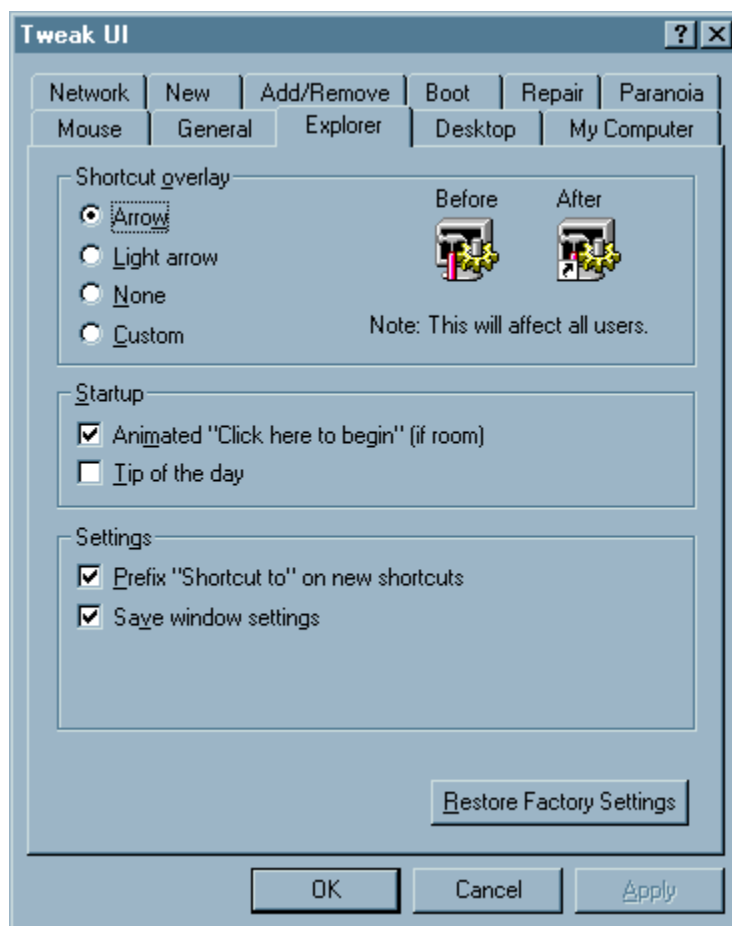 Tweak UI
Network New Add/Remove Boot Repair Paranoia
Mouse General Explorer Desktop My Computer
Shortcut overlay
Before After
Arrow
Light arrow
None
Note: This will affect all users.
Custom
Startup
Animated "Click here to begin" (if room)
Tip of the day
Settings
Prefix "Shortcut to" on new shortcuts
Save window settings
Restore Factory Settings
OK Cancel Apply